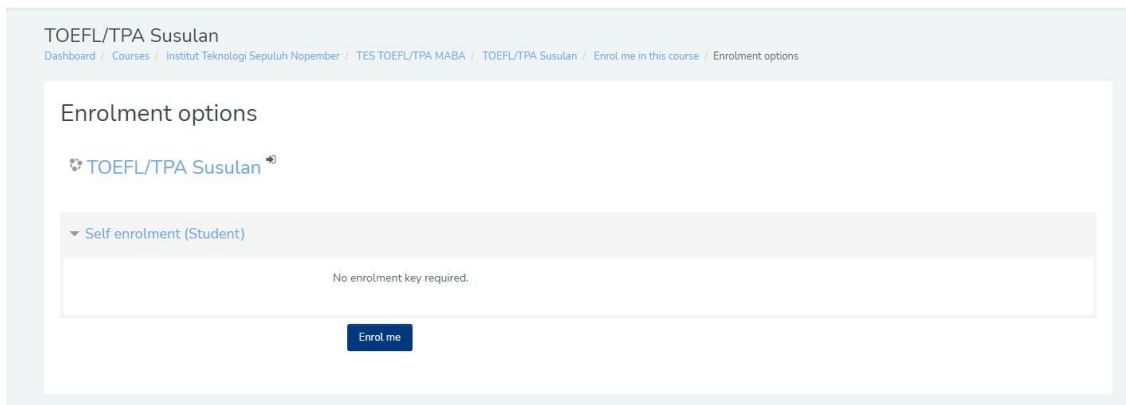 TOEFL/TPA Susulan
Dashboard / Courses / Institut Teknologi Sepuluh Nopember / TES TOEFL/TPA MABA / TOEFL/TPA Susulan / Enrol me in this course / Enrolment options
Enrolment options
TOEFL/TPA Susulan
Self enrolment (Student)
No enrolment key required.
Enrol me